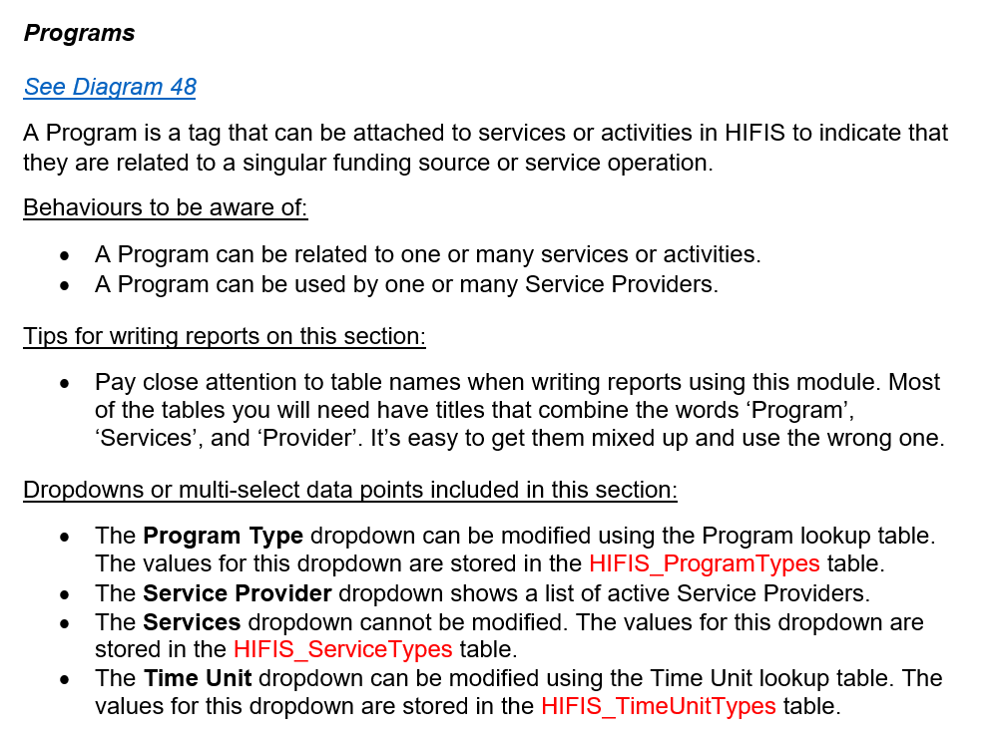 Programs
See Diagram 48
A Program is a tag that can be attached to services or activities in HIFIS to indicate that
they are related to a singular funding source or service operation.
Behaviours to be aware of:
• A Program can be related to one or many services or activities.
• A Program can be used by one or many Service Providers.
Tips for writing reports on this section:
• Pay close attention to table names when writing reports using this module. Most
of the tables you will need have titles that combine the words ‘Program’,
‘Services’, and ‘Provider’. It’s easy to get them mixed up and use the wrong one.
Dropdowns or multi-select data points included in this section:
• The Program Type dropdown can be modified using the Program lookup table.
The values for this dropdown are stored in the HIFIS_ProgramTypes table.
• The Service Provider dropdown shows a list of active Service Providers.
• The Services dropdown cannot be modified. The values for this dropdown are
stored in the HIFIS_ServiceTypes table.
• The Time Unit dropdown can be modified using the Time Unit lookup table. The
values for this dropdown are stored in the HIFIS_TimeUnitTypes table.